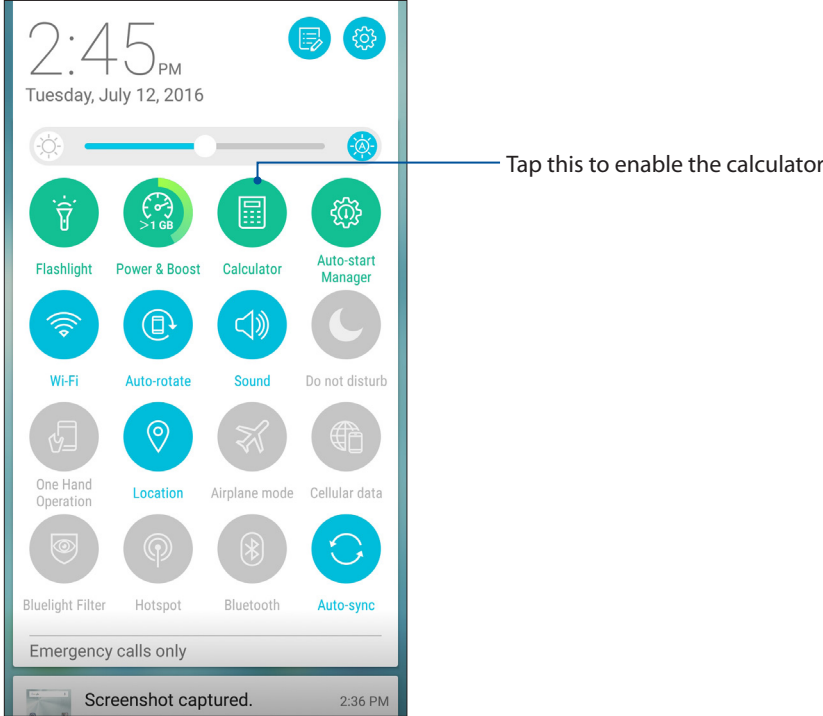 2:45 PM
Tuesday, July 12, 2016
A
Tap this to enable the calculator
>1 GB
Flashlight
Power & Boost
Calculator
Auto-start
Manager
Wi-Fi
Auto-rotate
Sound
Do not disturb
One Hand
Operation
Location
Airplane mode
Cellular data
Bluelight Filter
Hotspot
Bluetooth
Auto-sync
Emergency calls only
Screenshot captured.
2:36 PM